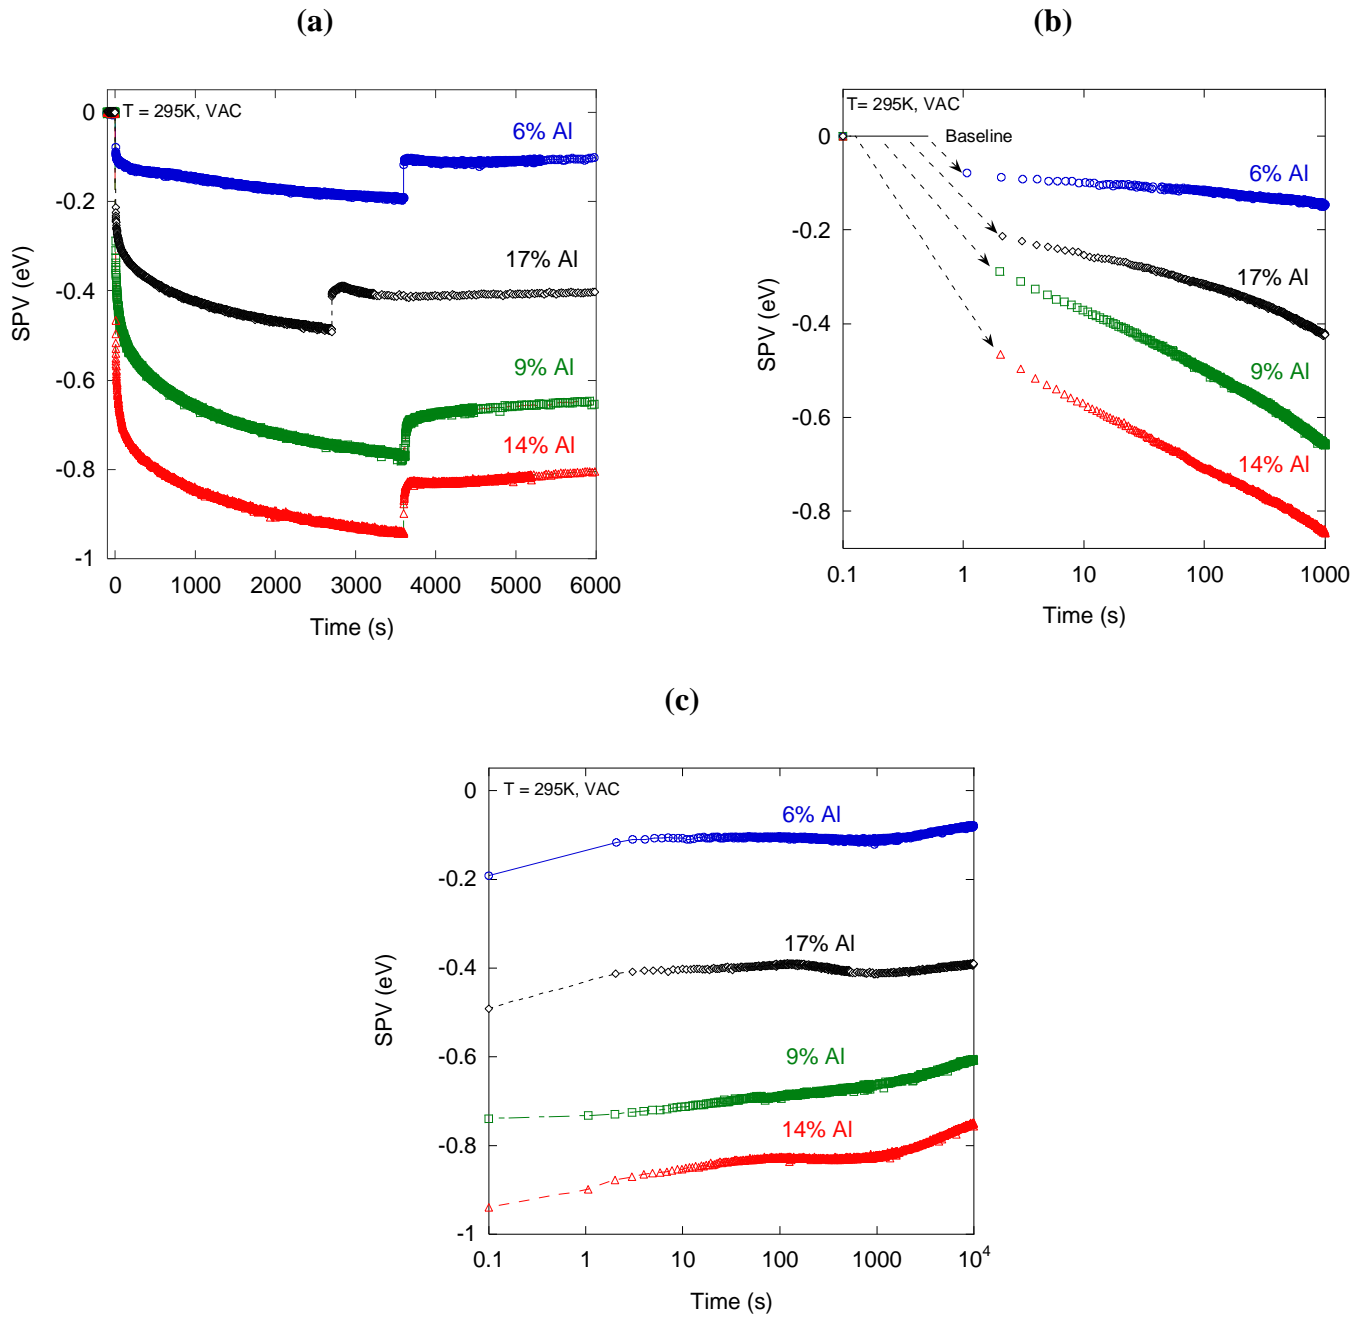 (a)
T = 295K, VAC
6% Al
17% Al
9% Al
14% Al
0
-0.2
-0.4
-0.6
-0.8
-1
SPV (eV)
0 1000 2000 3000 4000 5000 6000
Time (s)
(b)
T= 295K, VAC
Baseline
6% Al
17% Al
9% Al
14% Al
0
-0.2
-0.4
-0.6
-0.8
SPV (eV)
0.1 1 10 100 1000
Time (s)
(c)
T = 295K, VAC
6% Al
17% Al
9% Al
14% Al
0
-0.2
-0.4
-0.6
-0.8
-1
SPV (eV)
0.1 1 10 100 1000 10⁴
Time (s)